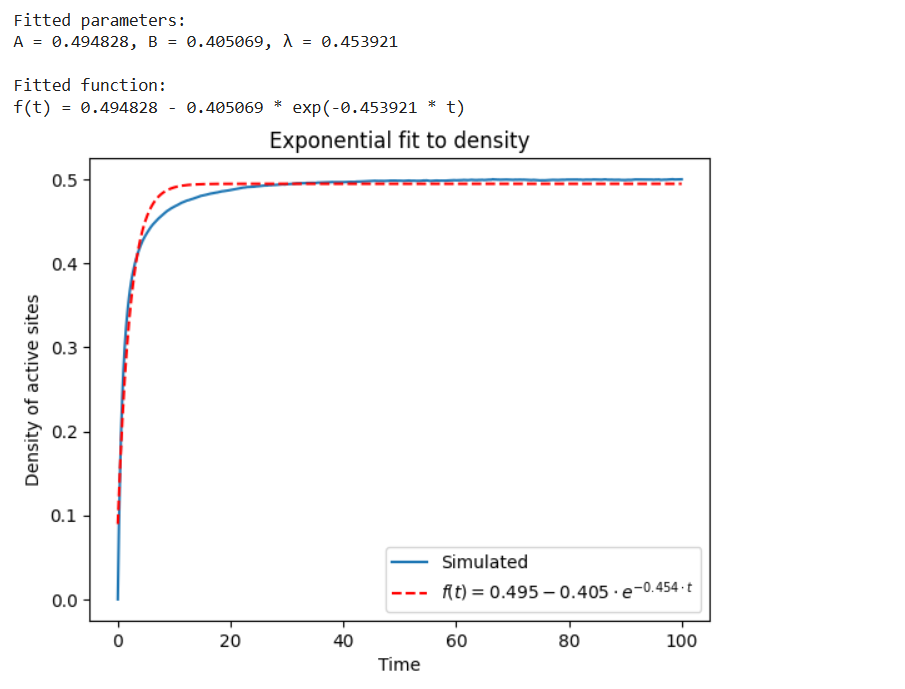 Fitted parameters:
A = 0.494828, B = 0.405069, λ = 0.453921
Fitted function:
f(t) = 0.494828 - 0.405069 * exp(-0.453921 * t)
Exponential fit to density
0.5
0.4
0.3
0.2
0.1
0.0
Density of active sites
Simulated
f(t) = 0.495 − 0.405 · e^{−0.454 · t}
0 20 40 60 80 100
Time